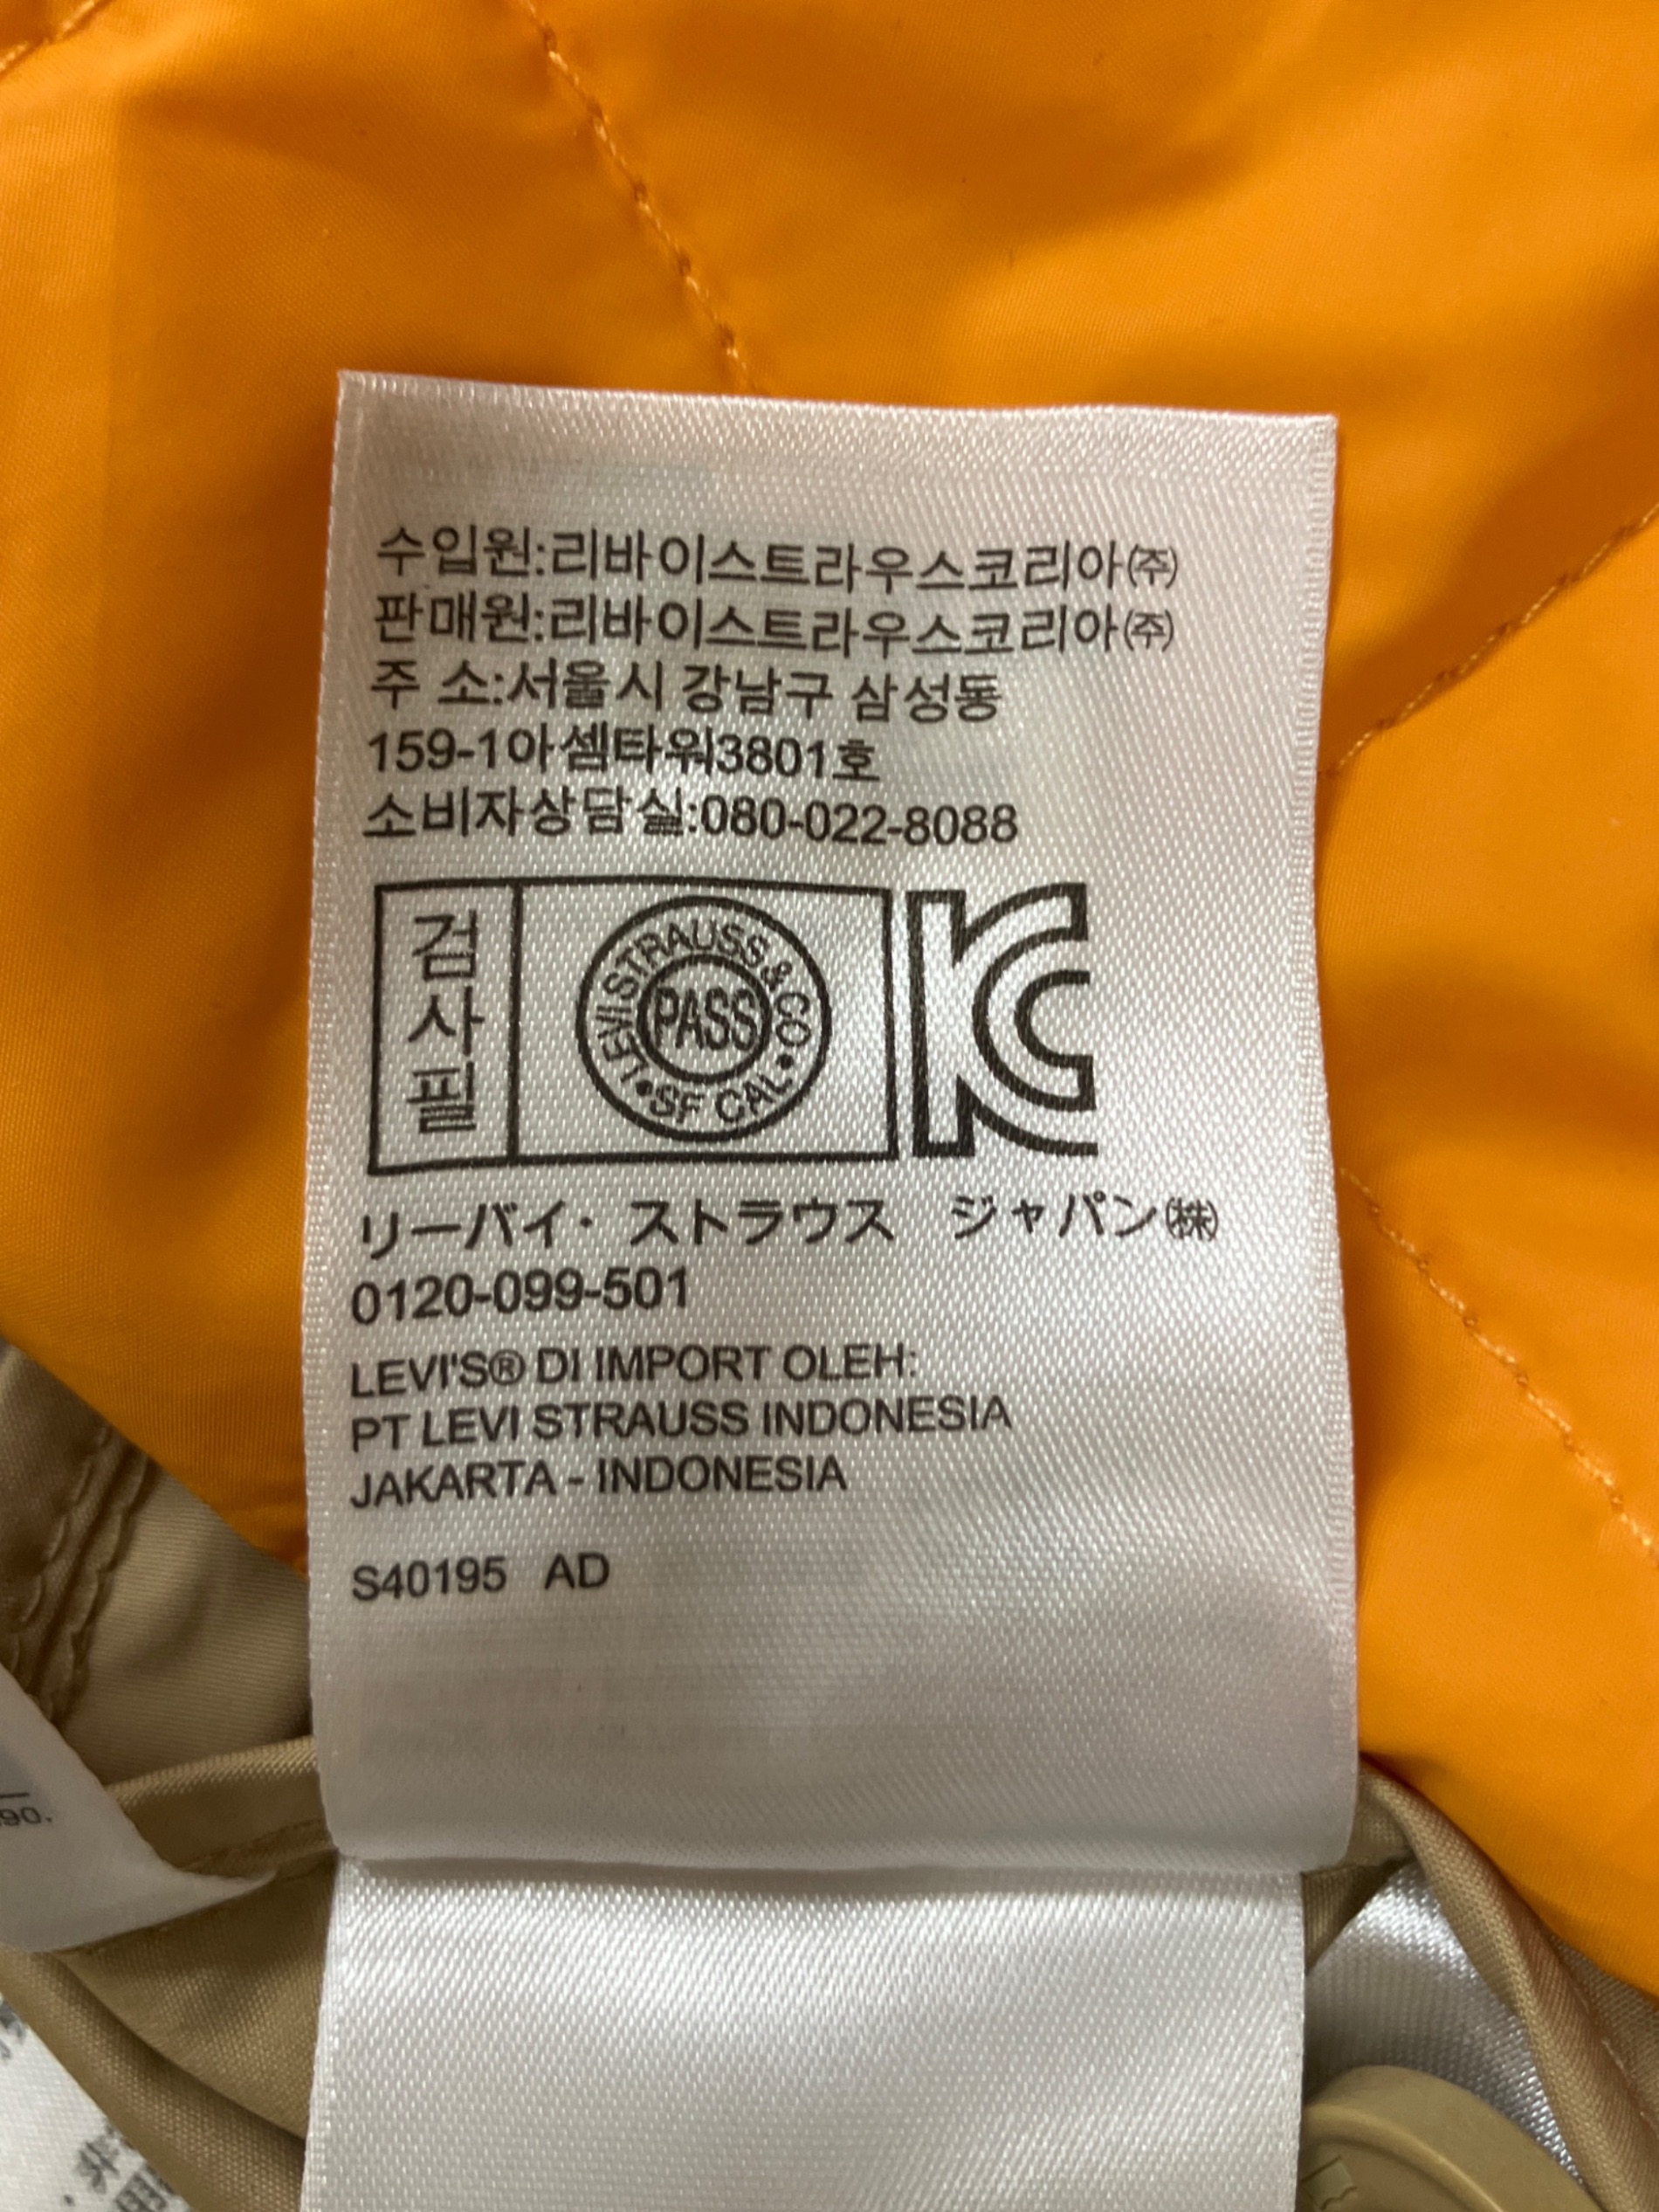 수입원:리바이스트라우스코리아㈜
판매원:리바이스트라우스코리아㈜
주 소:서울시 강남구 삼성동
159-1아셈타워3801호
소비자상담실:080-022-8088
검
사
필
LEVI STRAUSS & CO
PASS
SF CAL
リーバイ・ストラウス ジャパン㈱
0120-099-501
LEVI'S® DI IMPORT OLEH:
PT LEVI STRAUSS INDONESIA
JAKARTA - INDONESIA
S40195 AD
90.